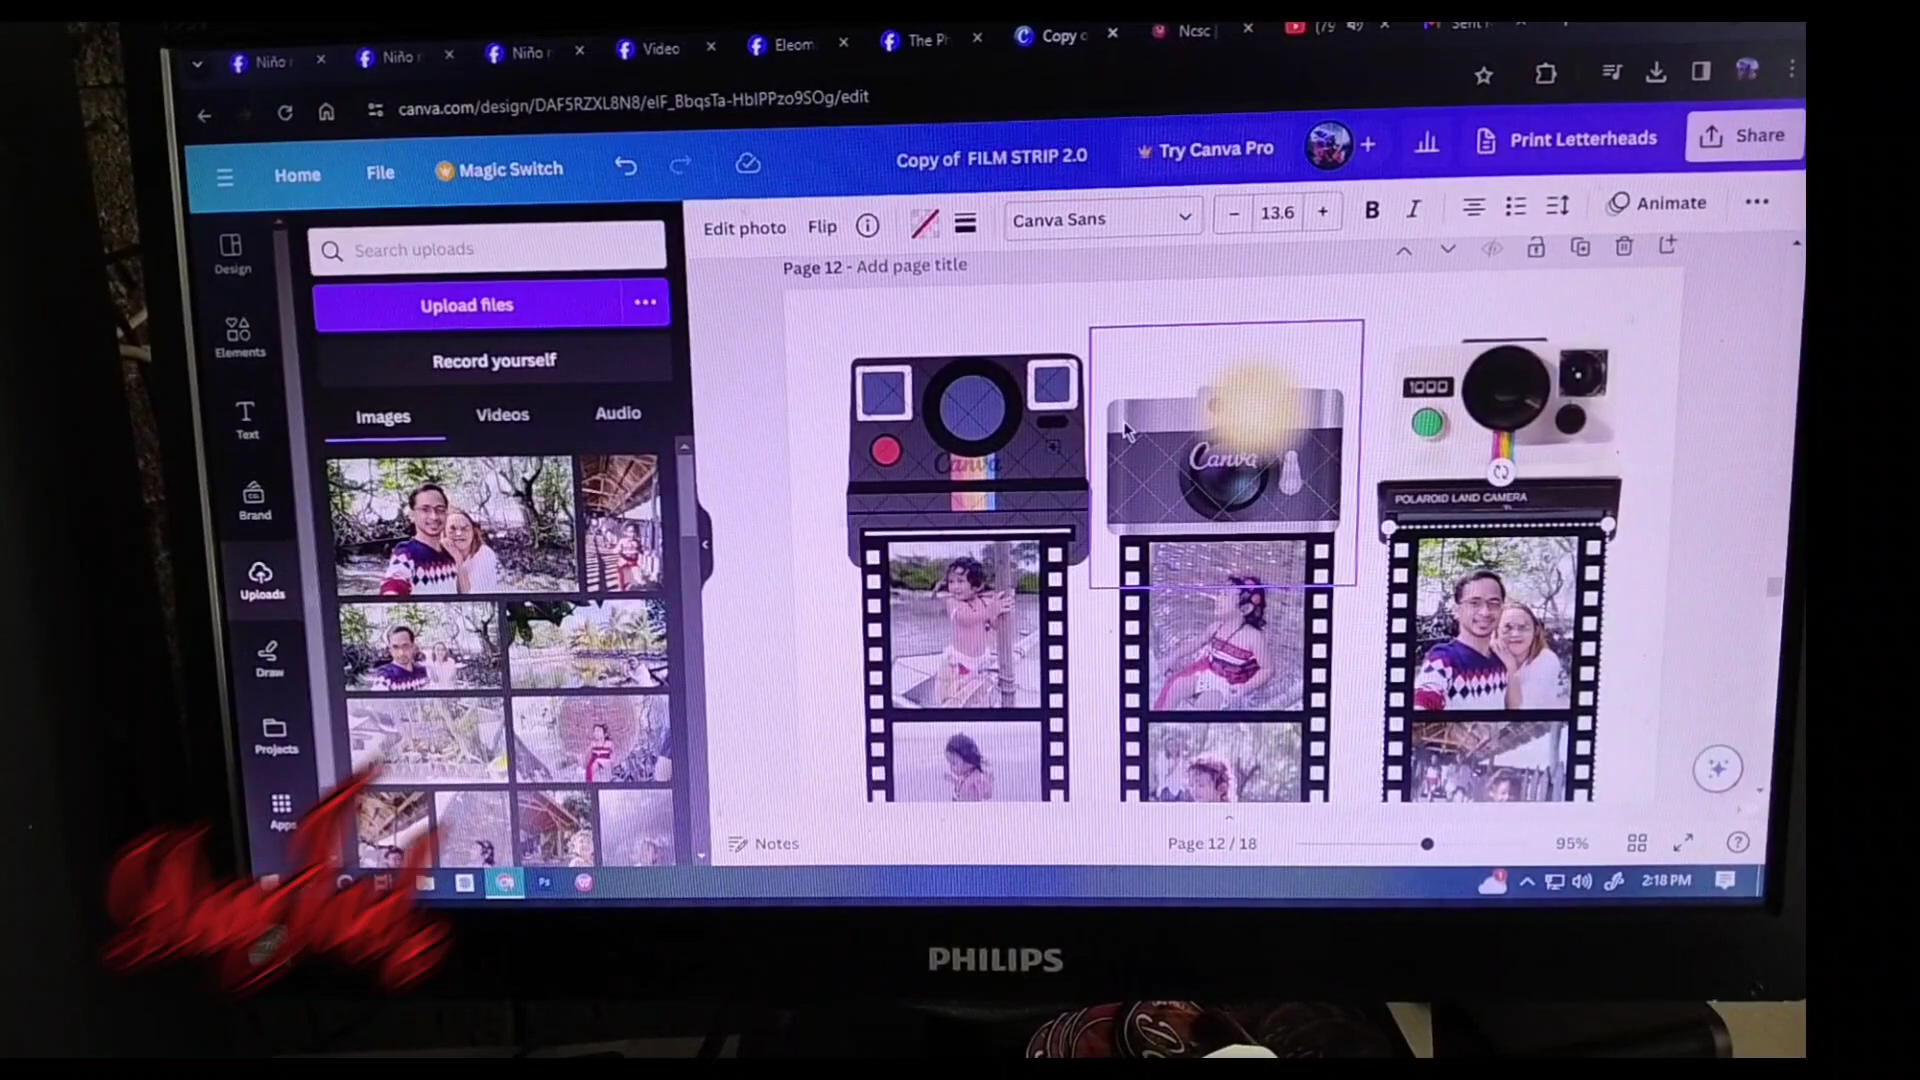 Niño
Niño
Niño
Video
Eleom
The Ph
Copy
Ncsc
canva.com/design/DAF5RZXL8N8/eIF_BbqsTa-HbIPPzo9SOg/edit
Home
File
Magic Switch
Copy of FILM STRIP 2.0
Try Canva Pro
Print Letterheads
Share
Edit photo
Flip
Canva Sans
– 13.6 +
B
I
Animate
Design
Elements
Text
Brand
Uploads
Draw
Projects
Apps
Search uploads
Upload files
Record yourself
Images
Videos
Audio
Page 12 - Add page title
Canva
Canva
1000
POLAROID LAND CAMERA
Notes
Page 12 / 18
95%
Ps
2:18 PM
PHILIPS